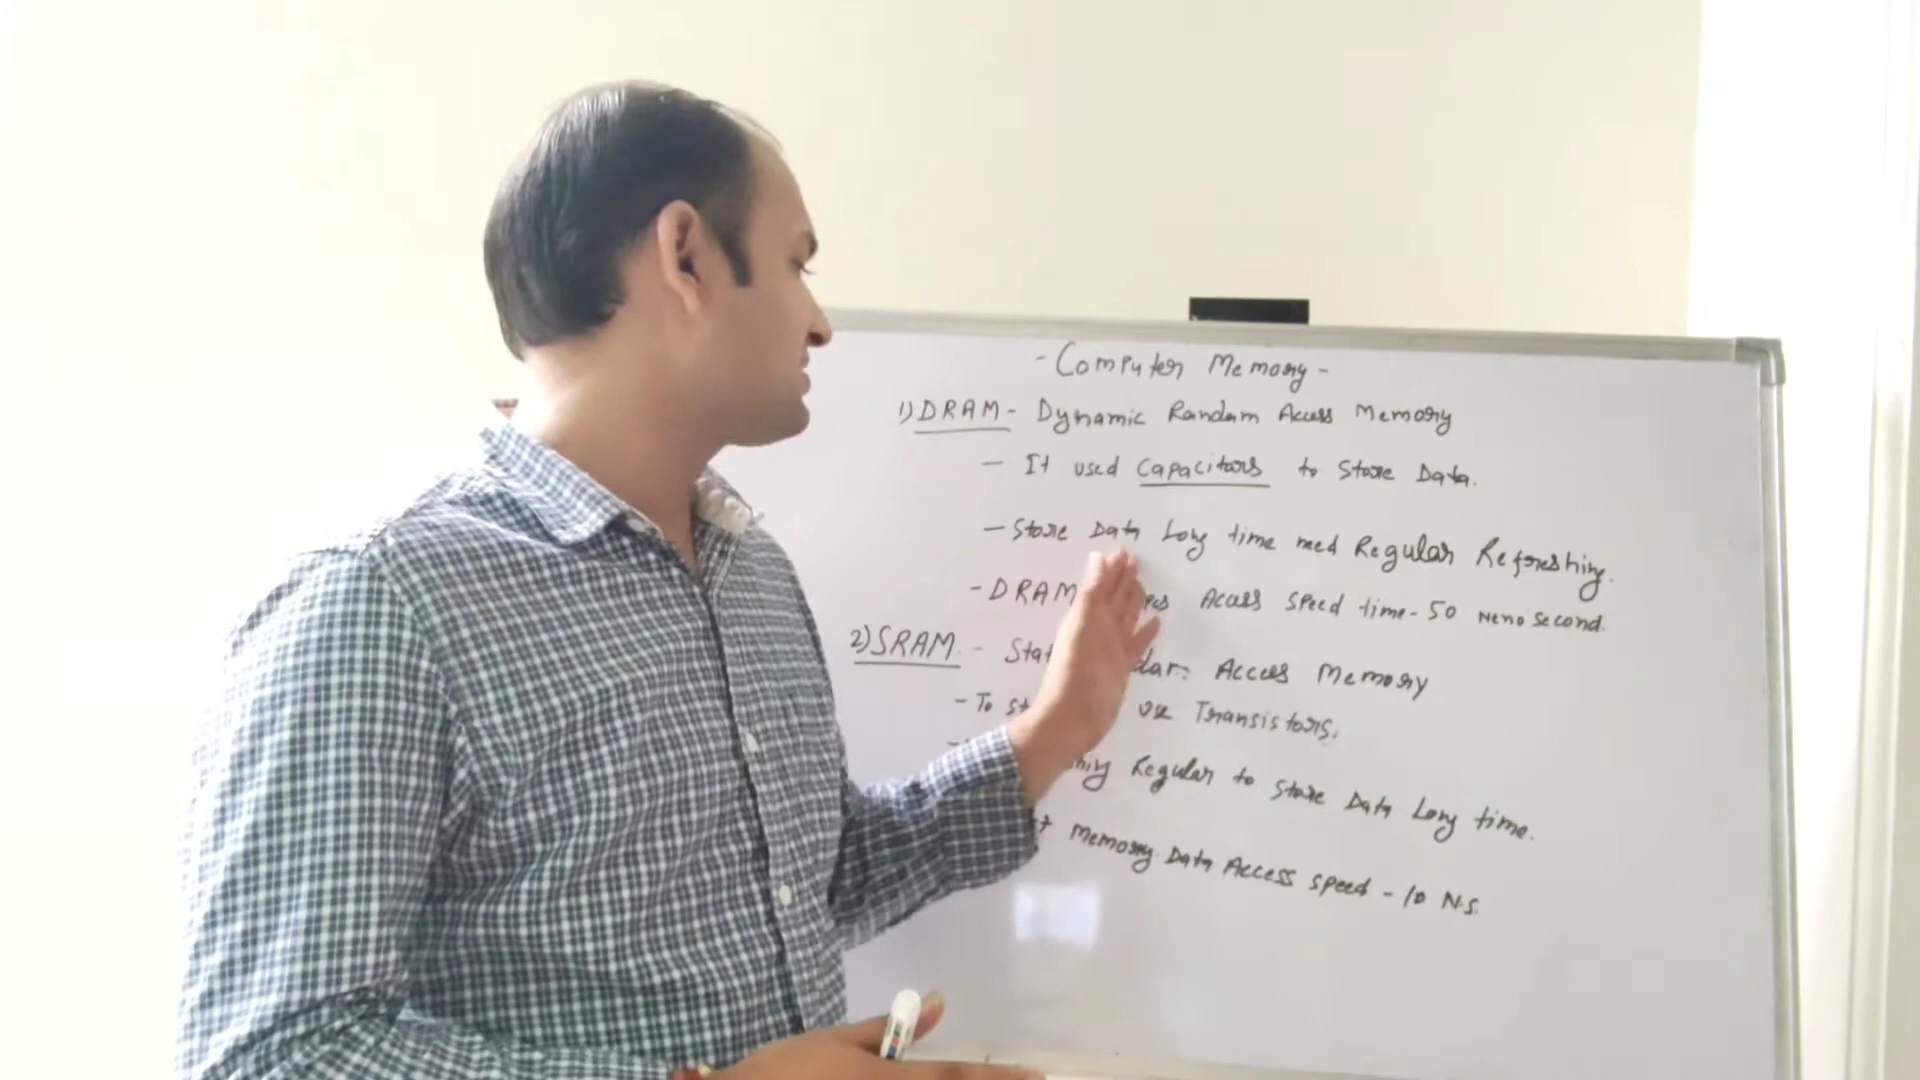 - Computer Memory -
1) DRAM - Dynamic Random Access Memory
- It used Capacitors to Store Data.
- Store Data Long time need Regular Refreshing.
- DRAM Access Speed time - 50 Neno Second.
2) SRAM - Access Memory
- To use Transistors.
Regular to Store Data Long time.
Memory Data Access Speed - 10 N.S.